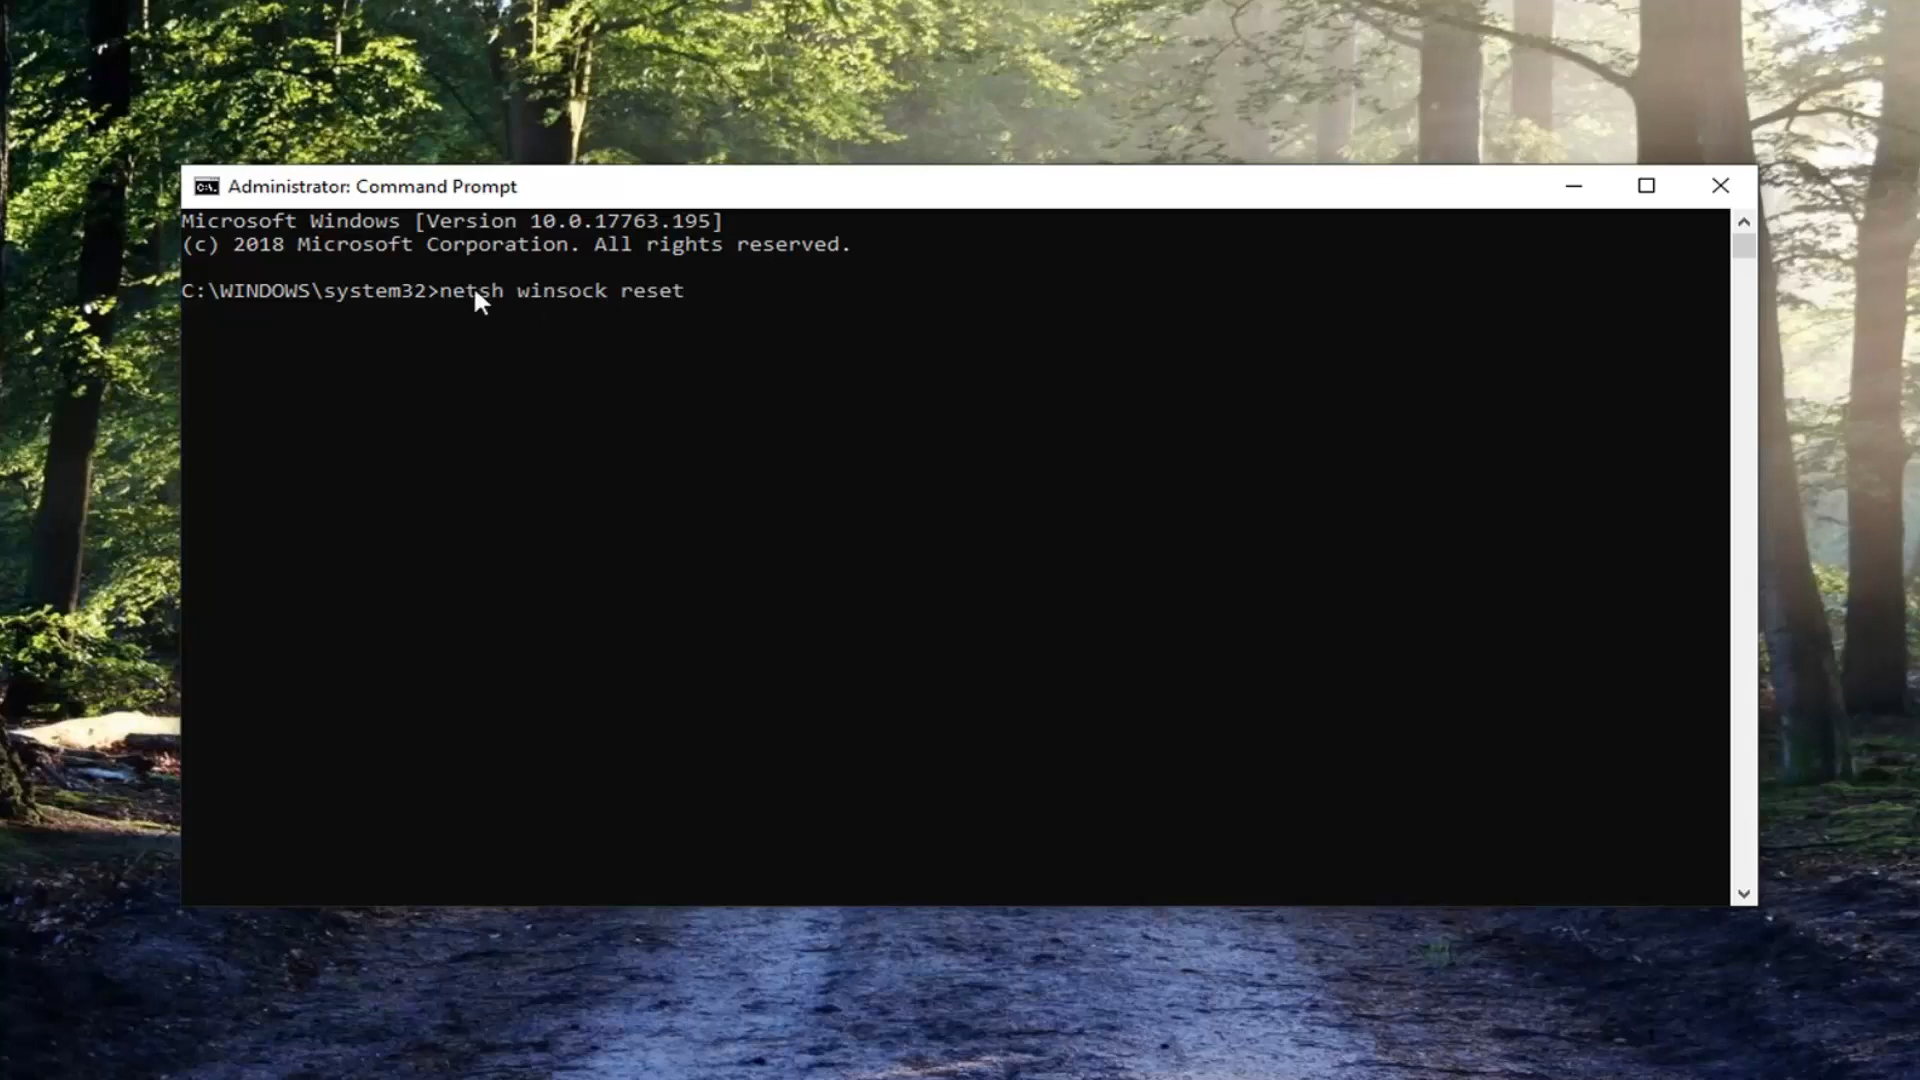 Administrator: Command Prompt
Microsoft Windows [Version 10.0.17763.195]
(c) 2018 Microsoft Corporation. All rights reserved.
C:\WINDOWS\system32>netsh winsock reset